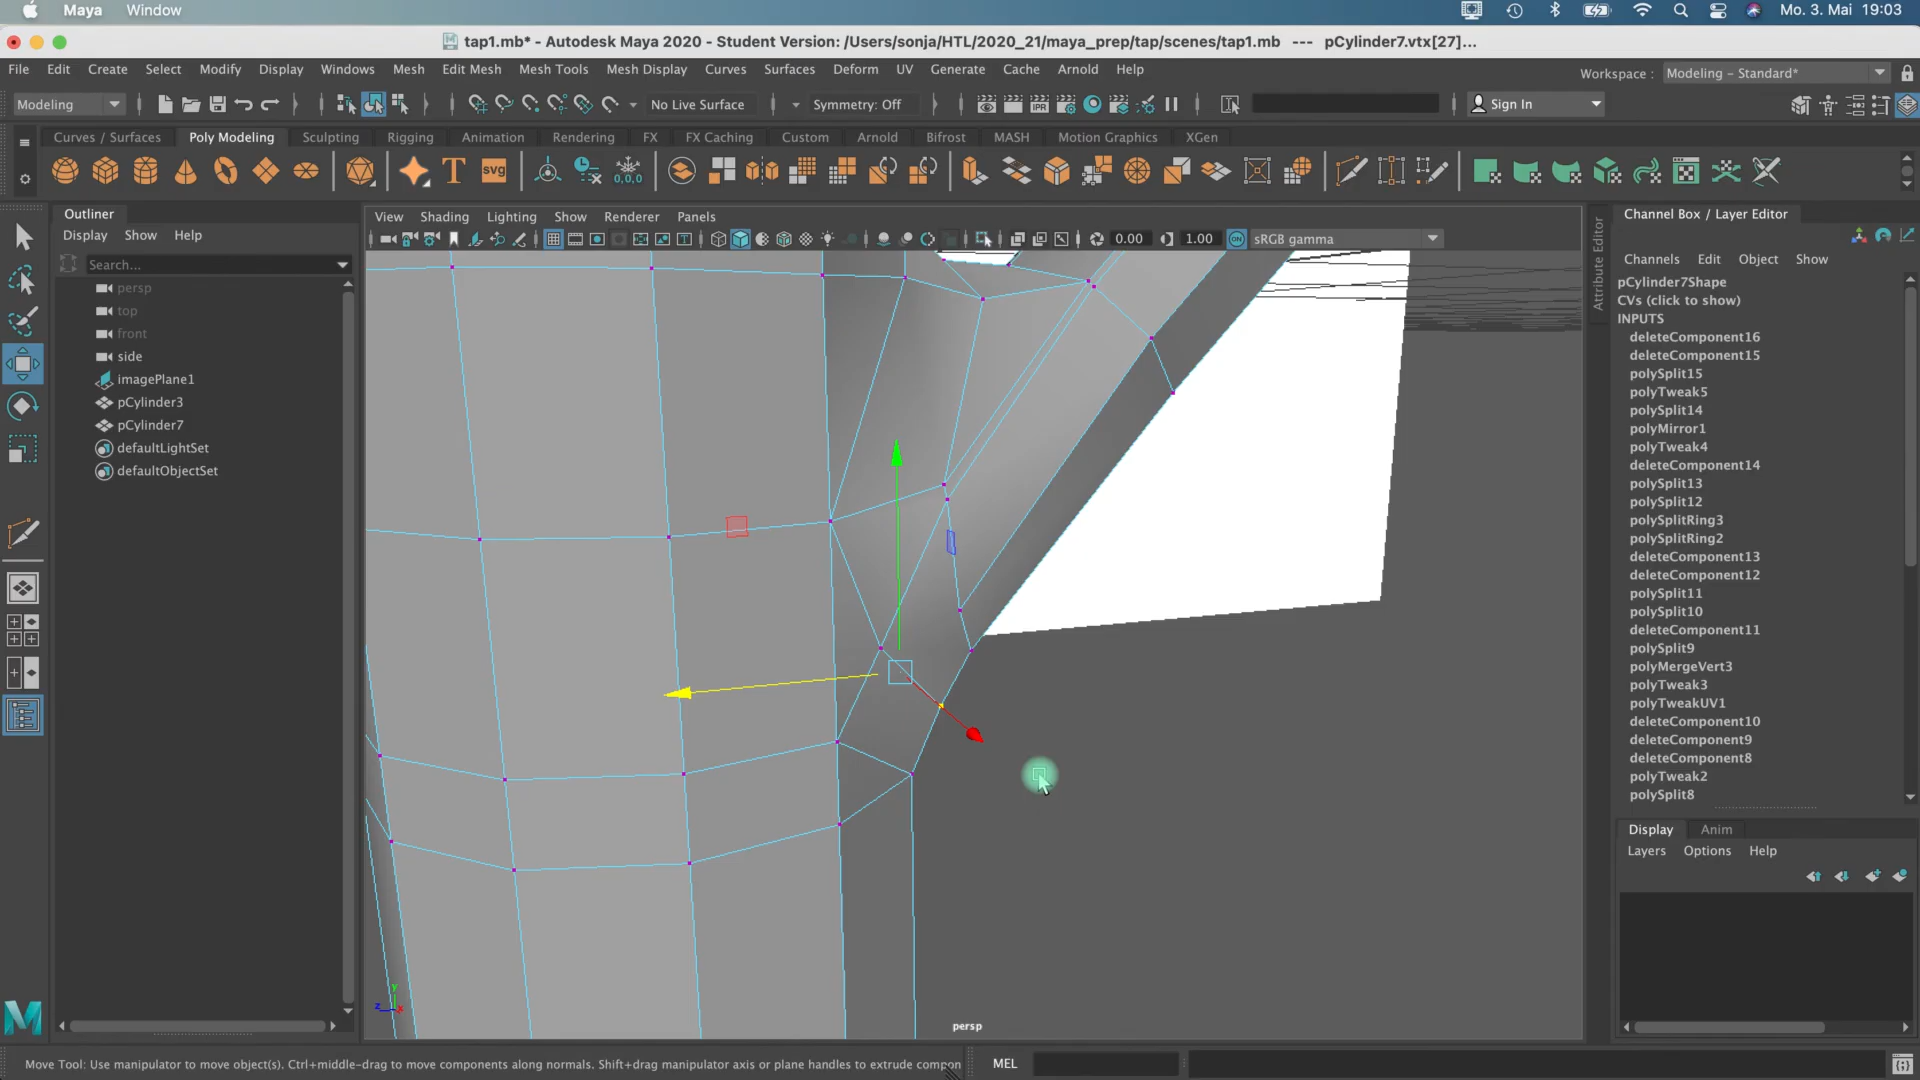 Maya Window Mo. 3. Mai 19:03
tap1.mb* - Autodesk Maya 2020 - Student Version: /Users/sonja/HTL/2020_21/maya_prep/tap/scenes/tap1.mb --- pCylinder7.vtx[27]...
File Edit Create Select Modify Display Windows Mesh Edit Mesh Mesh Tools Mesh Display Curves Surfaces Deform UV Generate Cache Arnold Help Workspace : Modeling - Standard*
Modeling No Live Surface Symmetry: Off IPR Sign In
Curves / Surfaces Poly Modeling Sculpting Rigging Animation Rendering FX FX Caching Custom Arnold Bifrost MASH Motion Graphics XGen
T svg 0,0,0
Outliner
Display Show Help
Search...
persp
top
front
side
imagePlane1
pCylinder3
pCylinder7
defaultLightSet
defaultObjectSet
View Shading Lighting Show Renderer Panels
0.00 1.00 ON sRGB gamma
y
z x
persp
Attribute Editor
Channel Box / Layer Editor
Channels Edit Object Show
pCylinder7Shape
CVs (click to show)
INPUTS
deleteComponent16
deleteComponent15
polySplit15
polyTweak5
polySplit14
polyMirror1
polyTweak4
deleteComponent14
polySplit13
polySplit12
polySplitRing3
polySplitRing2
deleteComponent13
deleteComponent12
polySplit11
polySplit10
deleteComponent11
polySplit9
polyMergeVert3
polyTweak3
polyTweakUV1
deleteComponent10
deleteComponent9
deleteComponent8
polyTweak2
polySplit8
Display Anim
Layers Options Help
M
Move Tool: Use manipulator to move object(s). Ctrl+middle-drag to move components along normals. Shift+drag manipulator axis or plane handles to extrude compon
MEL